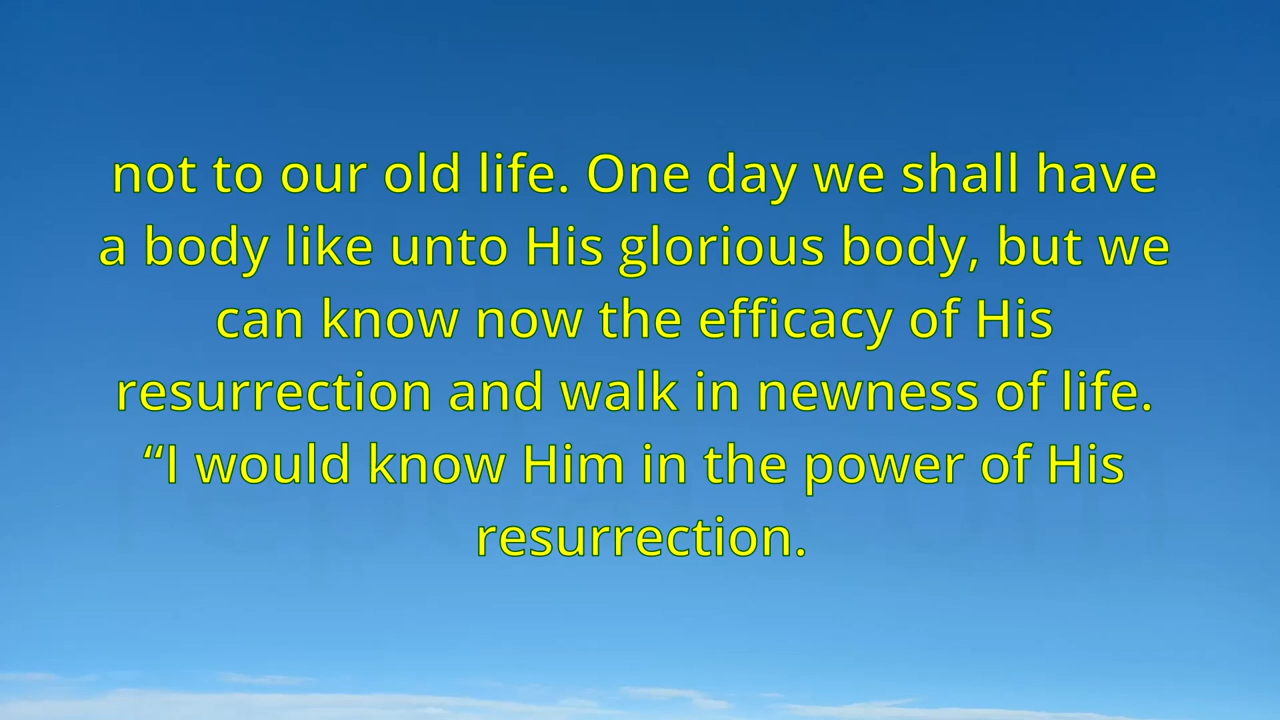 not to our old life. One day we shall have
a body like unto His glorious body, but we
can know now the efficacy of His
resurrection and walk in newness of life.
“I would know Him in the power of His
resurrection.